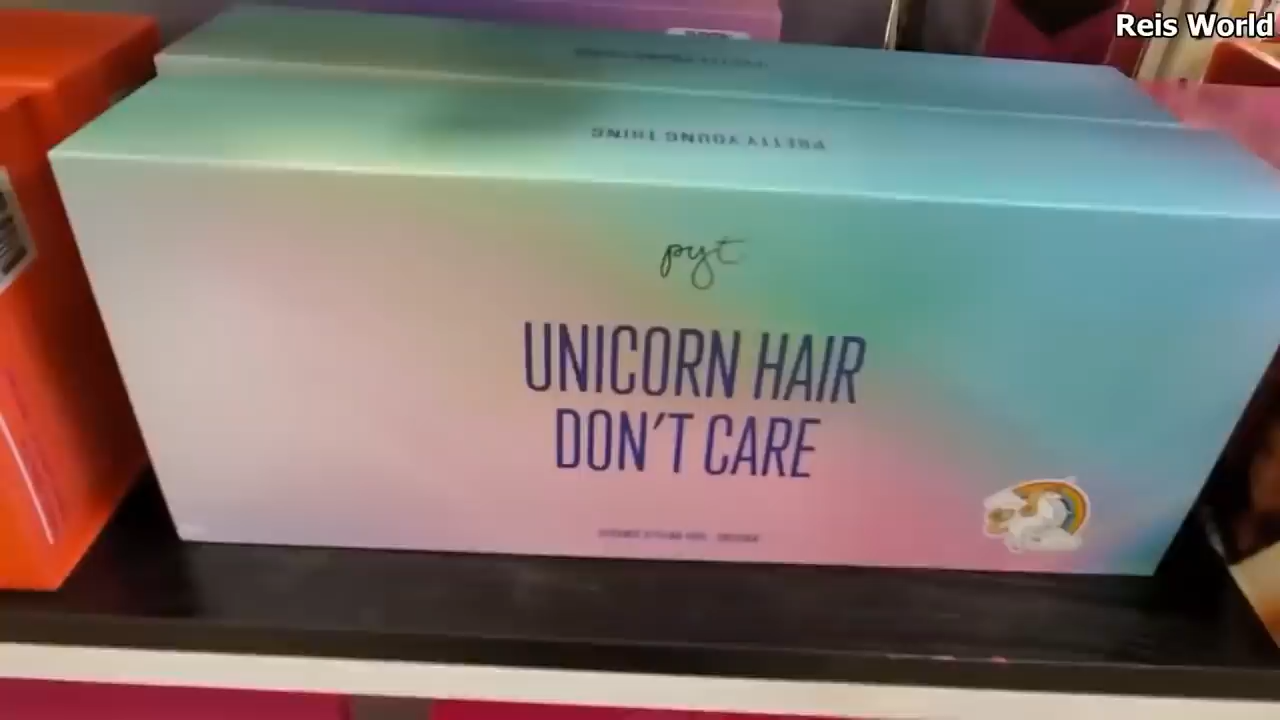 Reis World
PRETTY YOUNG THING
pyt
UNICORN HAIR
DON'T CARE